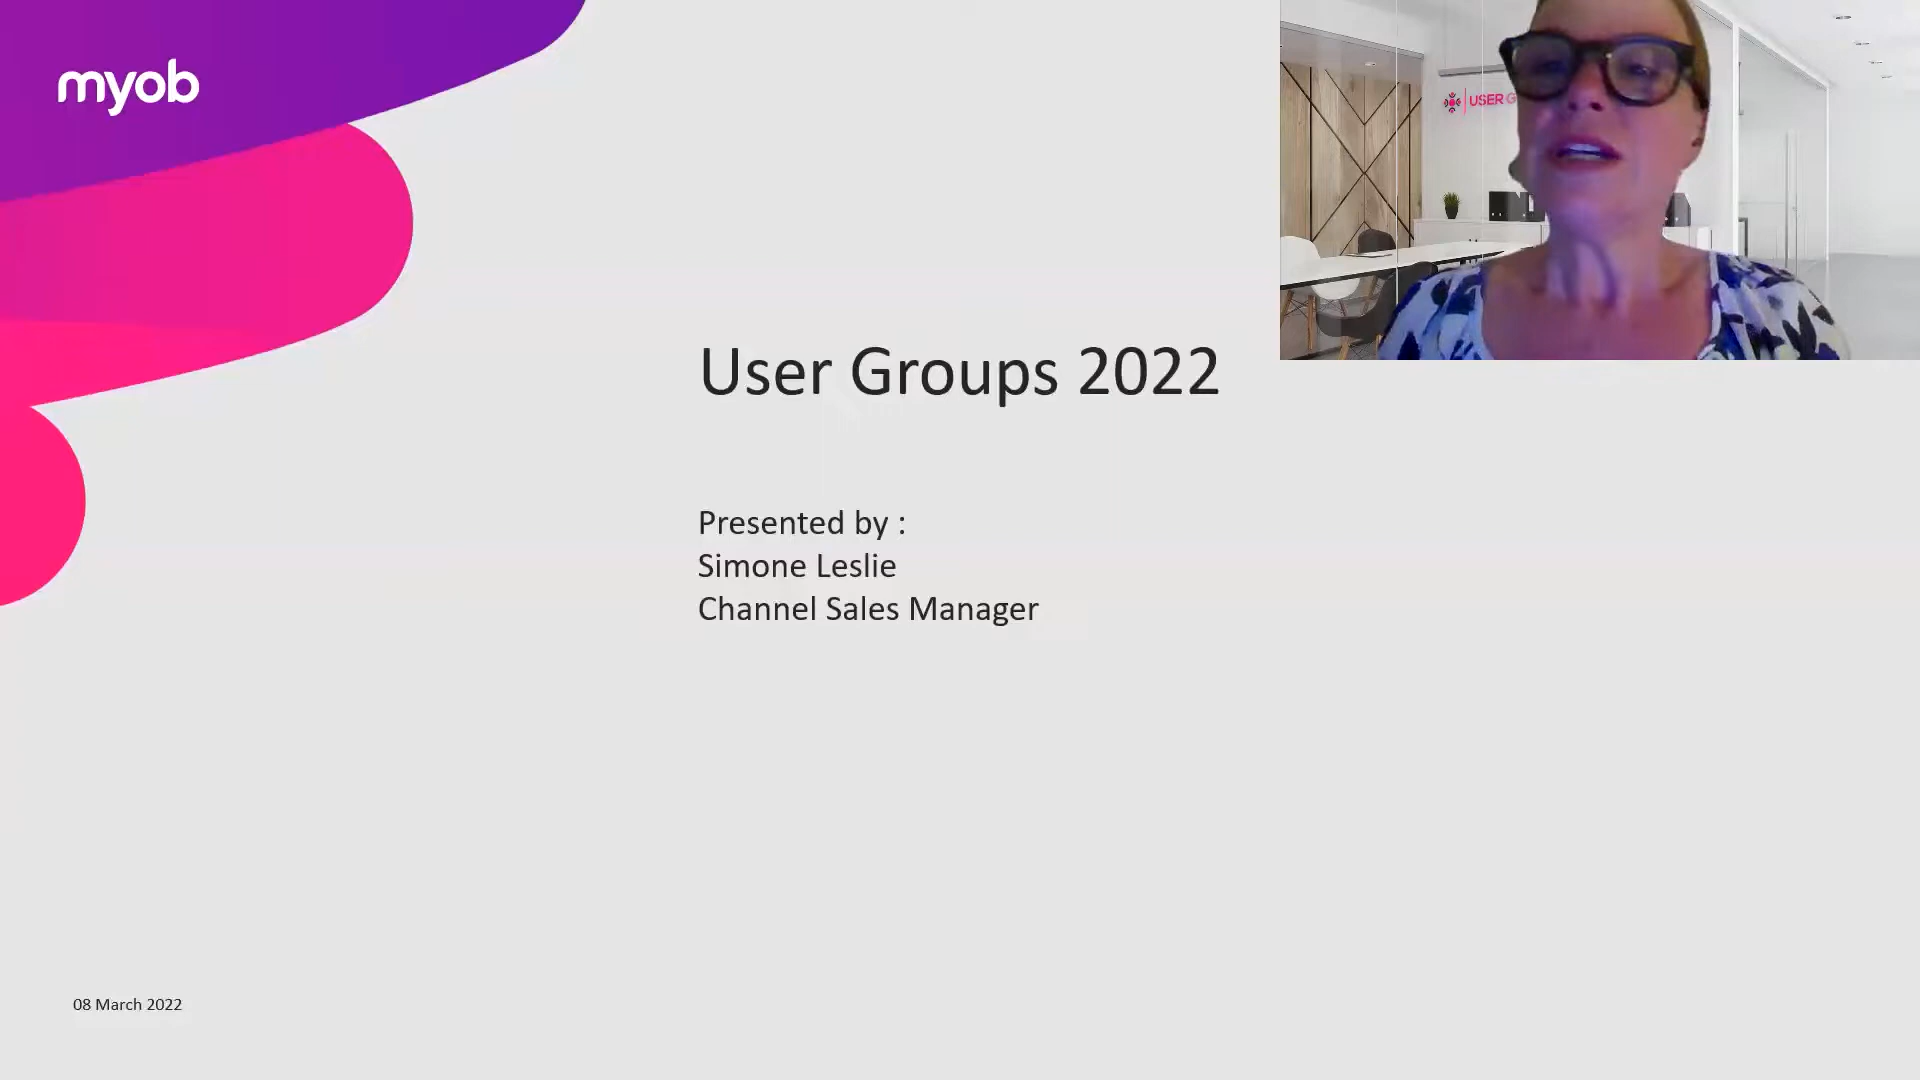 myob
USER G
User Groups 2022
Presented by :
Simone Leslie
Channel Sales Manager
08 March 2022